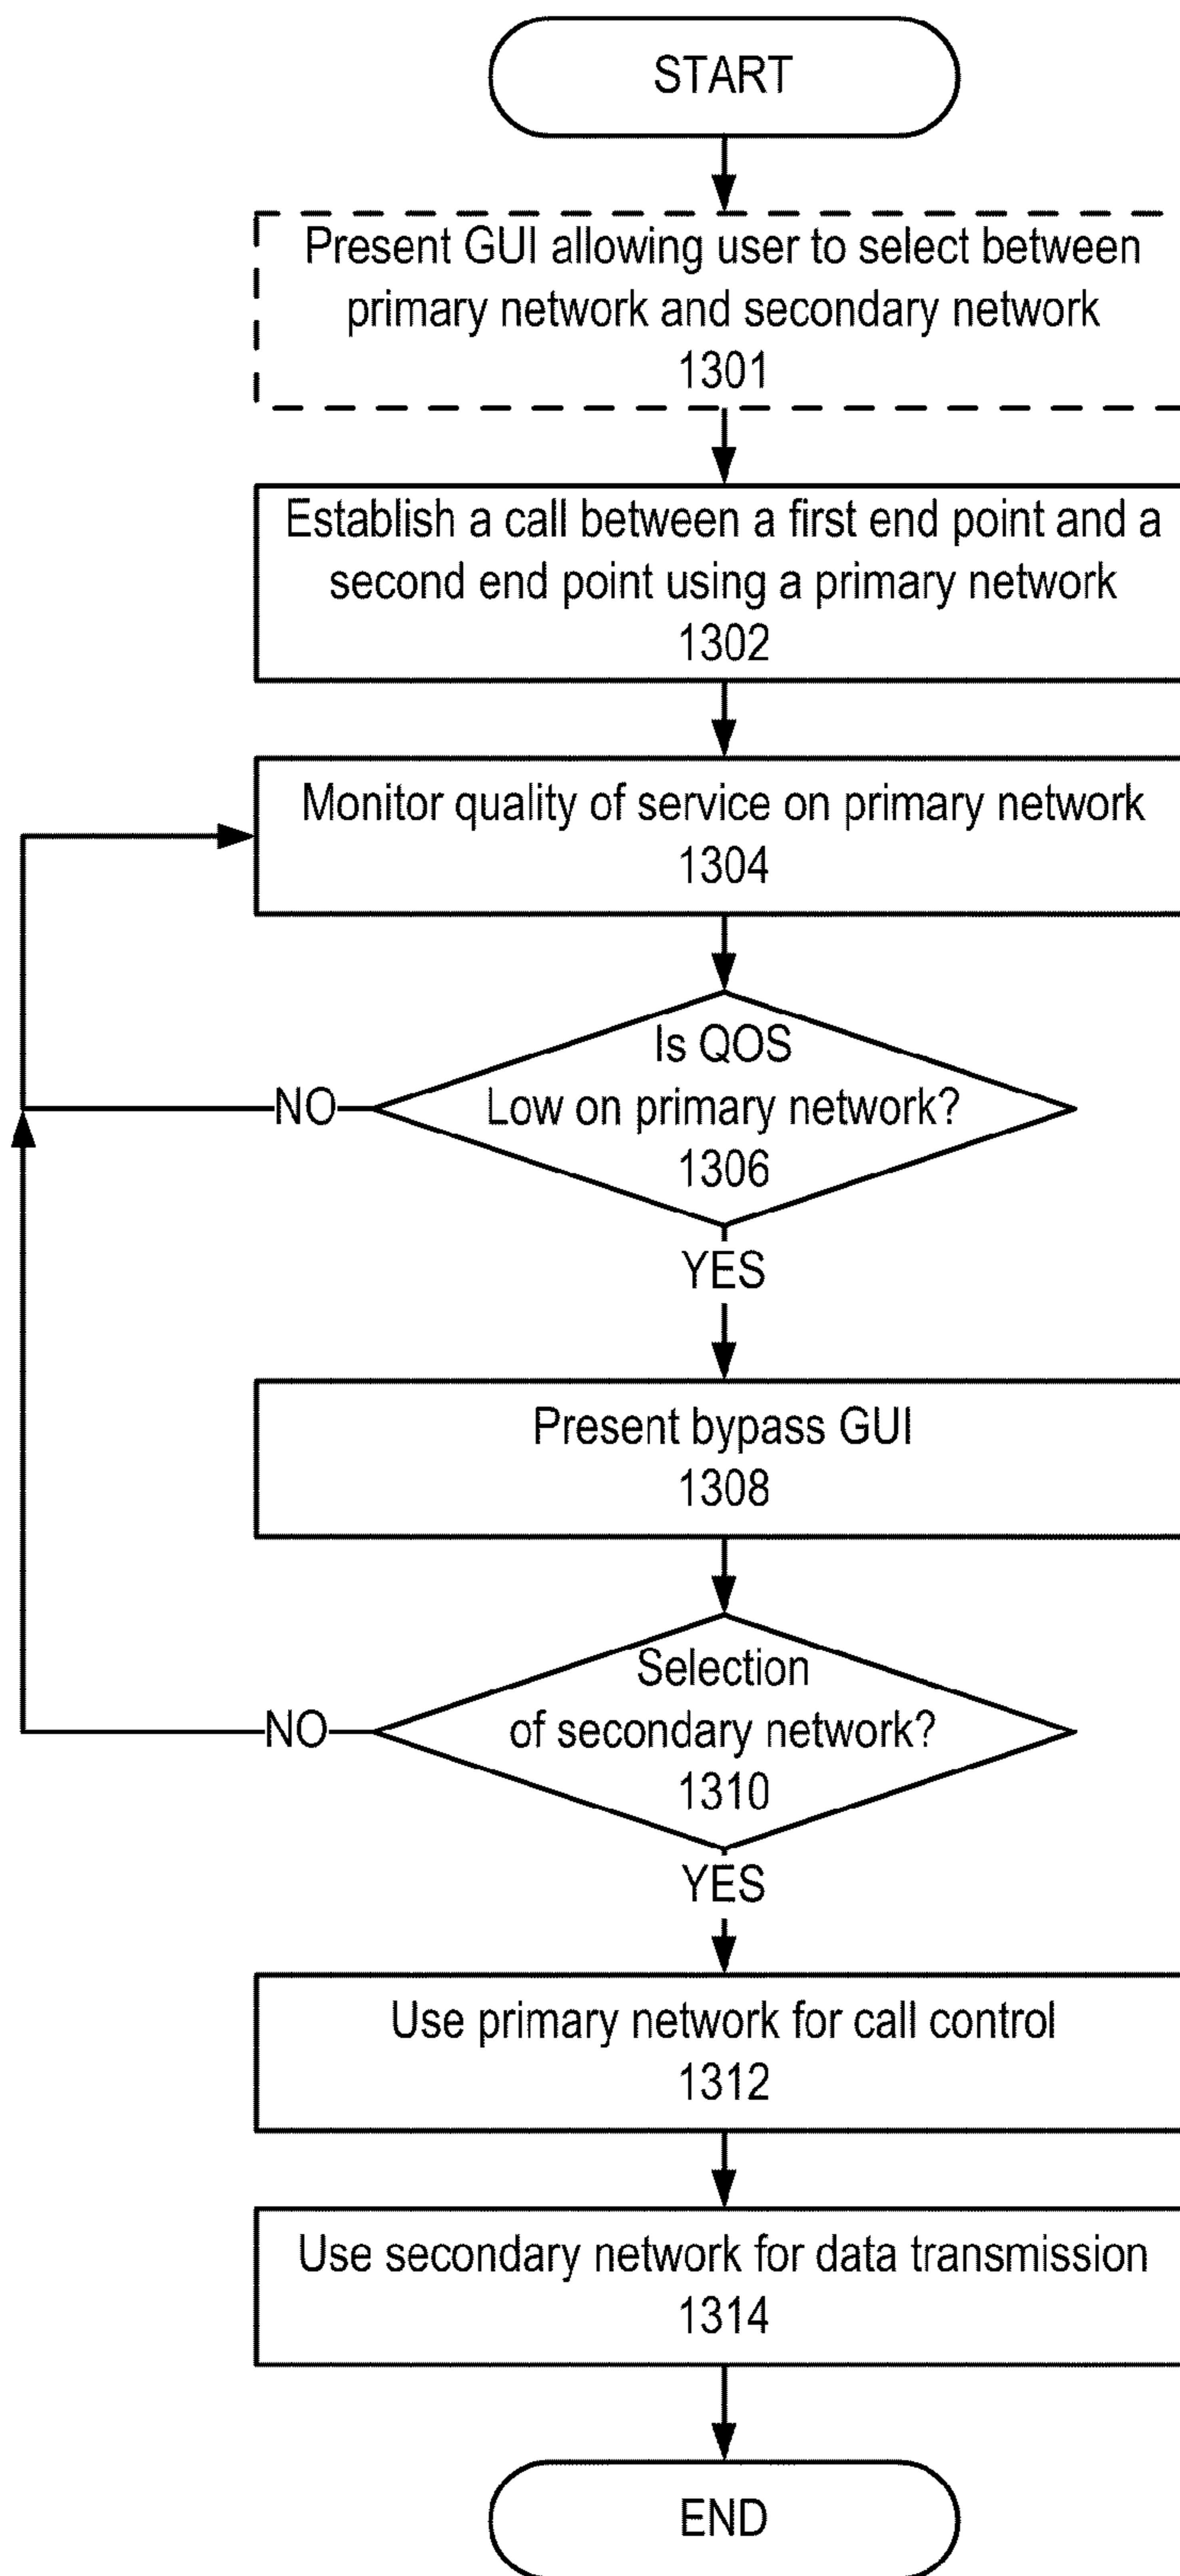 START
Present GUI allowing user to select between
primary network and secondary network
1301
Establish a call between a first end point and a
second end point using a primary network
1302
Monitor quality of service on primary network
1304
Is QOS
Low on primary network?
1306
NO
YES
Present bypass GUI
1308
Selection
of secondary network?
1310
NO
YES
Use primary network for call control
1312
Use secondary network for data transmission
1314
END